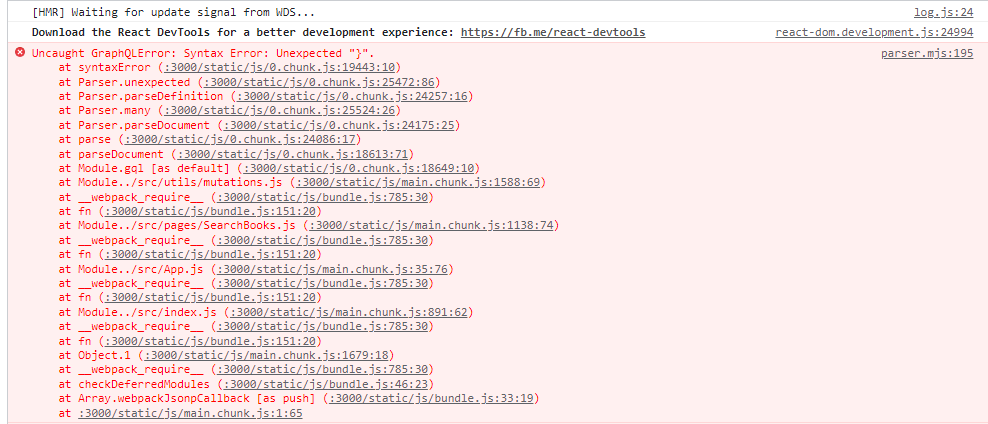 [HMR] Waiting for update signal from WDS... log.js:24
Download the React DevTools for a better development experience: https://fb.me/react-devtools react-dom.development.js:24994
Uncaught GraphQLError: Syntax Error: Unexpected "}". parser.mjs:195
at syntaxError (:3000/static/js/0.chunk.js:19443:10)
at Parser.unexpected (:3000/static/js/0.chunk.js:25472:86)
at Parser.parseDefinition (:3000/static/js/0.chunk.js:24257:16)
at Parser.many (:3000/static/js/0.chunk.js:25524:26)
at Parser.parseDocument (:3000/static/js/0.chunk.js:24175:25)
at parse (:3000/static/js/0.chunk.js:24086:17)
at parseDocument (:3000/static/js/0.chunk.js:18613:71)
at Module.gql [as default] (:3000/static/js/0.chunk.js:18649:10)
at Module../src/utils/mutations.js (:3000/static/js/main.chunk.js:1588:69)
at __webpack_require__ (:3000/static/js/bundle.js:785:30)
at fn (:3000/static/js/bundle.js:151:20)
at Module../src/pages/SearchBooks.js (:3000/static/js/main.chunk.js:1138:74)
at __webpack_require__ (:3000/static/js/bundle.js:785:30)
at fn (:3000/static/js/bundle.js:151:20)
at Module../src/App.js (:3000/static/js/main.chunk.js:35:76)
at __webpack_require__ (:3000/static/js/bundle.js:785:30)
at fn (:3000/static/js/bundle.js:151:20)
at Module../src/index.js (:3000/static/js/main.chunk.js:891:62)
at __webpack_require__ (:3000/static/js/bundle.js:785:30)
at fn (:3000/static/js/bundle.js:151:20)
at Object.1 (:3000/static/js/main.chunk.js:1679:18)
at __webpack_require__ (:3000/static/js/bundle.js:785:30)
at checkDeferredModules (:3000/static/js/bundle.js:46:23)
at Array.webpackJsonpCallback [as push] (:3000/static/js/bundle.js:33:19)
at :3000/static/js/main.chunk.js:1:65